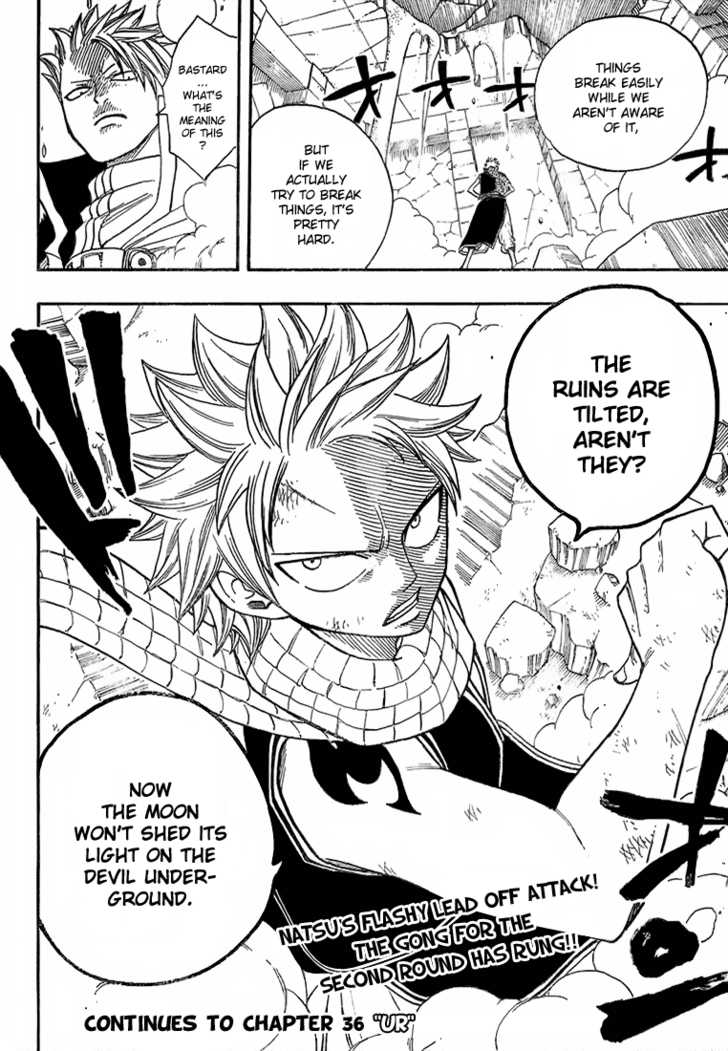 THINGS
BREAK EASILY
WHILE WE
AREN'T AWARE
OF IT,
BUT
IF WE
ACTUALLY
TRY TO BREAK
THINGS, IT'S
PRETTY
HARD.
BASTARD
...
WHAT'S
THE
MEANING
OF THIS
?
THE
RUINS ARE
TILTED,
AREN'T
THEY?
NOW
THE MOON
WON'T SHED ITS
LIGHT ON THE
DEVIL UNDER-
GROUND.
NATSU'S FLASHY LEAD OFF ATTACK!
THE GONG FOR THE
SECOND ROUND HAS RUNG!!
CONTINUES TO CHAPTER 36 "UR"